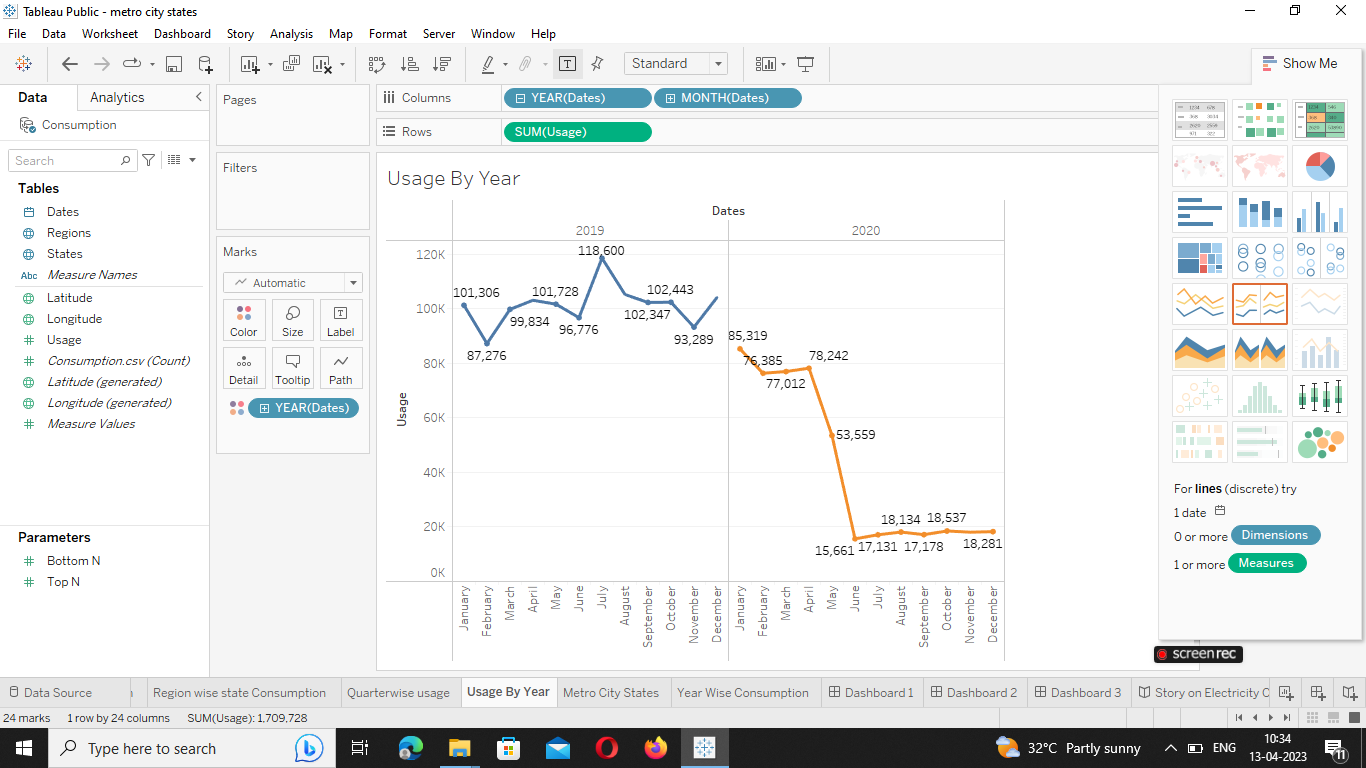 Tableau Public - metro city states
File Data Worksheet Dashboard Story Analysis Map Format Server Window Help
Standard
Show Me
Data Analytics
Consumption
Search
Tables
Dates
Regions
States
Abc Measure Names
Latitude
Longitude
Usage
Consumption.csv (Count)
Latitude (generated)
Longitude (generated)
Measure Values
Parameters
Bottom N
Top N
Pages
Filters
Marks
Automatic
Color Size Label
Detail Tooltip Path
YEAR(Dates)
Columns YEAR(Dates) MONTH(Dates)
Rows SUM(Usage)
Usage By Year
Dates
2019 2020
Usage
120K
100K
80K
60K
40K
20K
0K
101,306
87,276
99,834
101,728
96,776
118,600
102,347
102,443
93,289
85,319
76,385
77,012
78,242
53,559
15,661
17,131
18,134
17,178
18,537
18,281
January February March April May June July August September October November December
January February March April May June July August September October November December
For lines (discrete) try
1 date
0 or more Dimensions
1 or more Measures
screenrec
Data Source Region wise state Consumption Quarterwise usage Usage By Year Metro City States Year Wise Consumption Dashboard 1 Dashboard 2 Dashboard 3 Story on Electricity C
24 marks 1 row by 24 columns SUM(Usage): 1,709,728
Type here to search
32°C Partly sunny
ENG
10:34
13-04-2023
11